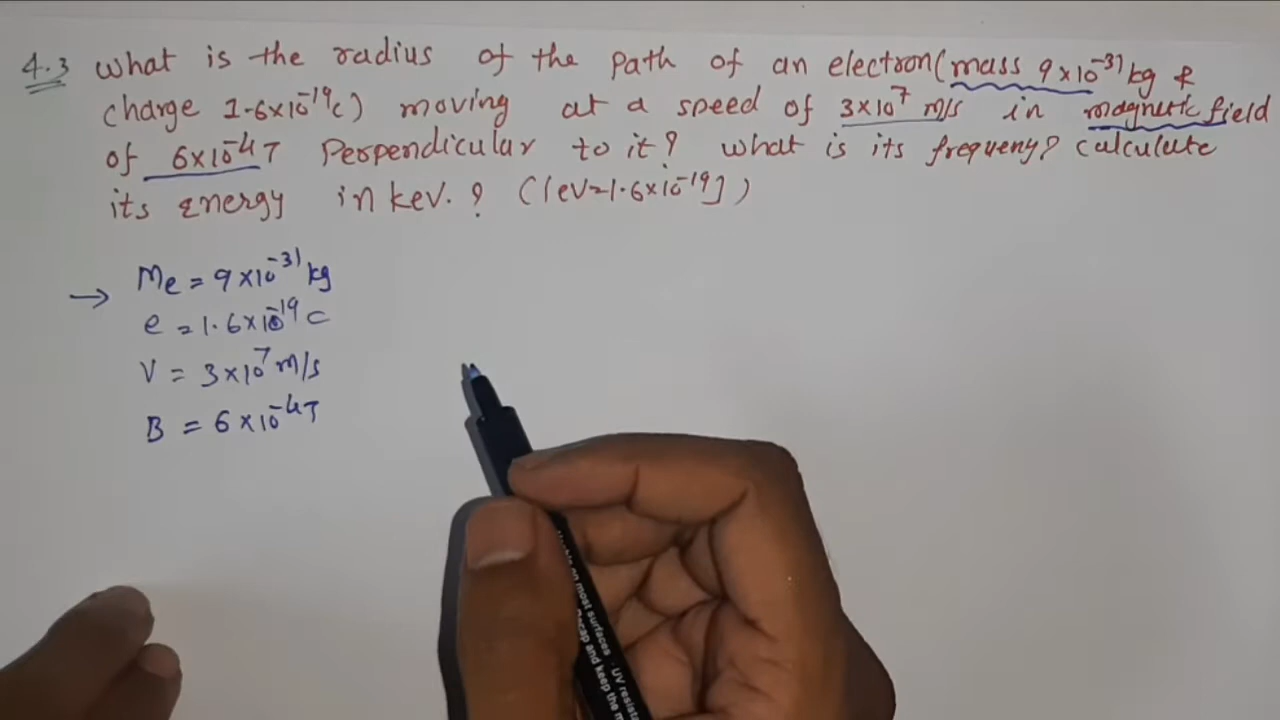 4.3 What is the radius of the path of an electron (mass 9×10⁻³¹ kg &
charge 1.6×10⁻¹⁹C) moving at a speed of 3×10⁷ m/s in magnetic field
of 6×10⁻⁴T Perpendicular to it? what is its frequeny? calculate
its energy in kev.? (1eV=1.6×10⁻¹⁹J)
→ Me = 9×10⁻³¹ kg
e = 1.6×10⁻¹⁹ C
V = 3×10⁷ m/s
B = 6×10⁻⁴T